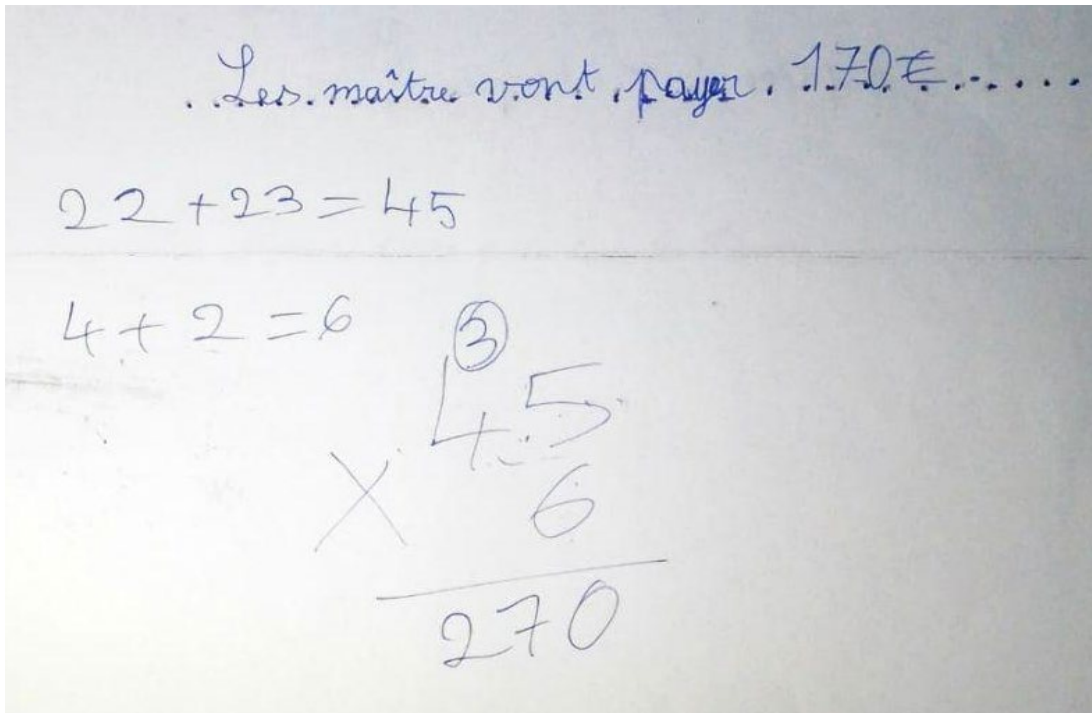 ..Les.maître vont.payer. 170€......
22+23=45
4+2=6
3
45
X 6
270